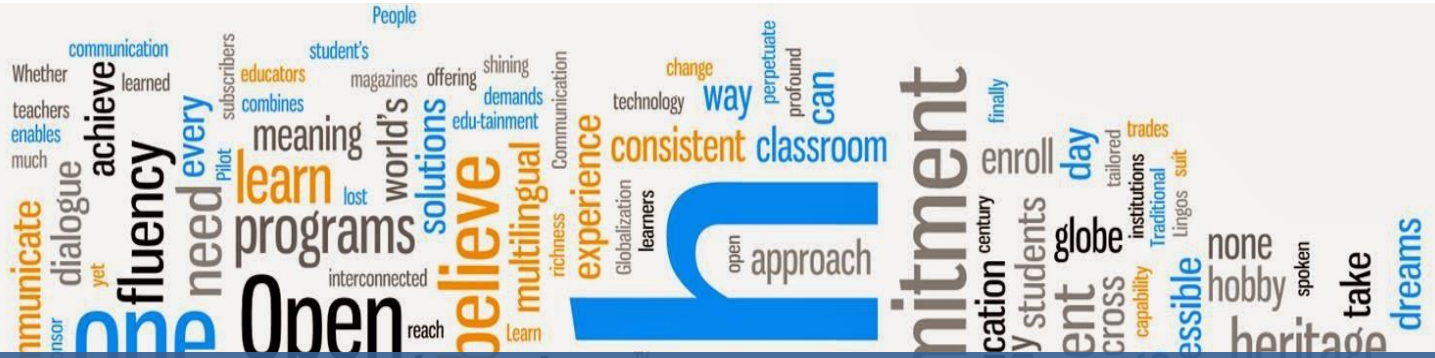 People
communication
student's
Whether
learned
subscribers
educators
magazines
offering
shining
teachers
achieve
combines
demands
enables
every
edu-tainment
much
meaning
world's
solutions
Communication
change
perpetuate
profound
technology
way
can
consistent
classroom
dialogue
fluency
need
Pilot
learn
lost
programs
believe
multilingual
richness
experience
Globalization
learners
yet
interconnected
one
Open
reach
Learn
h
open
approach
finally
enroll
day
tailored
trades
institutions
Traditional
suit
Lingos
century
students
globe
capability
none
hobby
spoken
take
dreams
heritage